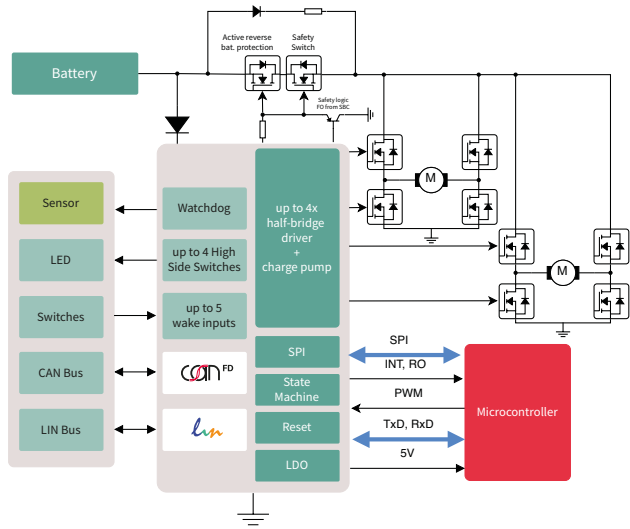 Active reverse
bat. protection
Safety
Switch
Battery
Safety logic
FO from SBC
M
M
Sensor
LED
Switches
CAN Bus
LIN Bus
Watchdog
up to 4 High
Side Switches
up to 5
wake inputs
CAN FD
lin
up to 4x
half-bridge
driver
+
charge pump
SPI
State
Machine
Reset
LDO
SPI
INT, RO
PWM
TxD, RxD
5V
Microcontroller